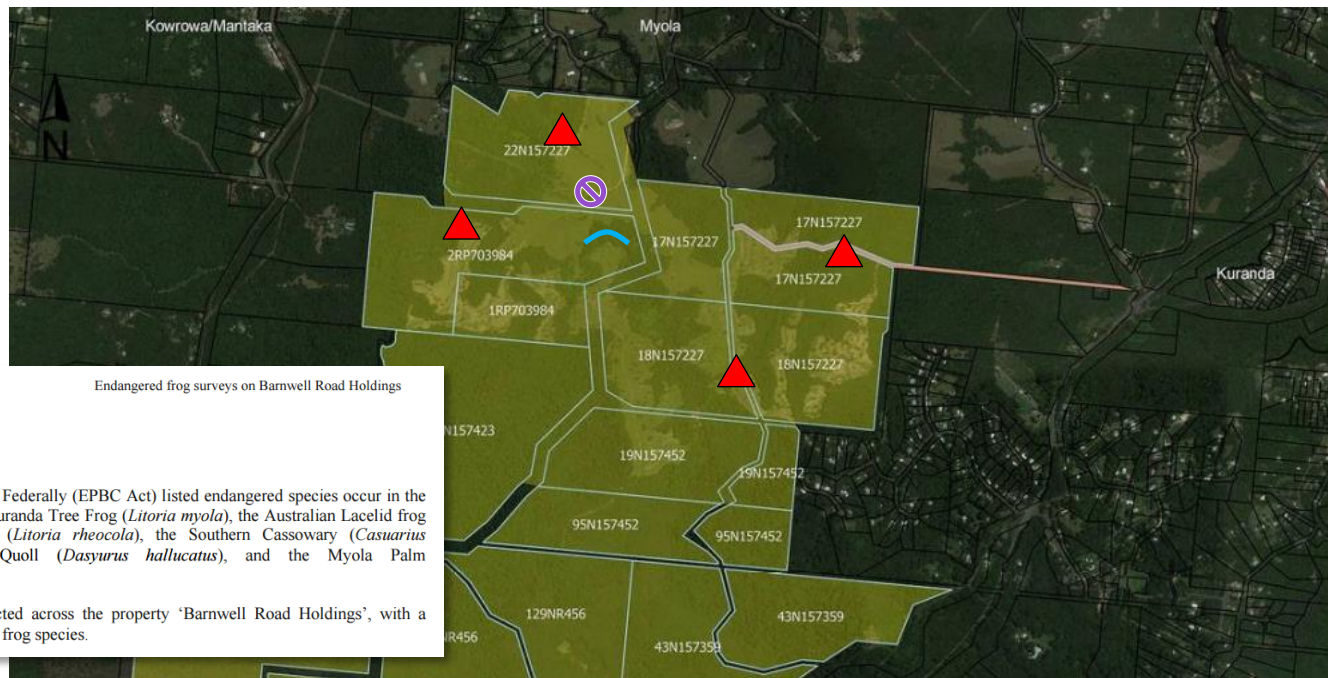 Kowrowa/Mantaka
Myola
N
22N157227
17N157227
17N157227
2RP703984
17N157227
Kuranda
1RP703984
18N157227
18N157227
Endangered frog surveys on Barnwell Road Holdings
N157423
19N157452
19N157452
Federally (EPBC Act) listed endangered species occur in the
uranda Tree Frog (Litoria myola), the Australian Lacelid frog
(Litoria rheocola), the Southern Cassowary (Casuarius
Quoll (Dasyurus hallucatus), and the Myola Palm
95N157452
95N157452
cted across the property ‘Barnwell Road Holdings’, with a
frog species.
129NR456
43N157359
R456
43N157359